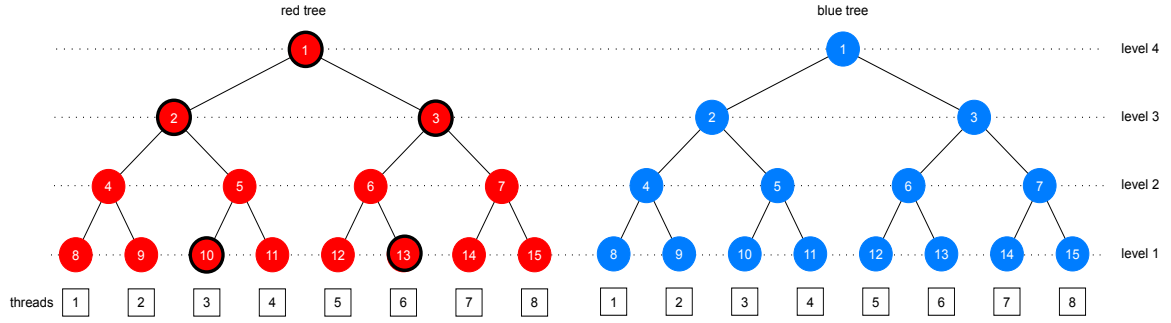 red tree blue tree
1 1 level 4
2 3 2 3 level 3
4 5 6 7 4 5 6 7 level 2
8 9 10 11 12 13 14 15 8 9 10 11 12 13 14 15 level 1
threads 1 2 3 4 5 6 7 8 1 2 3 4 5 6 7 8